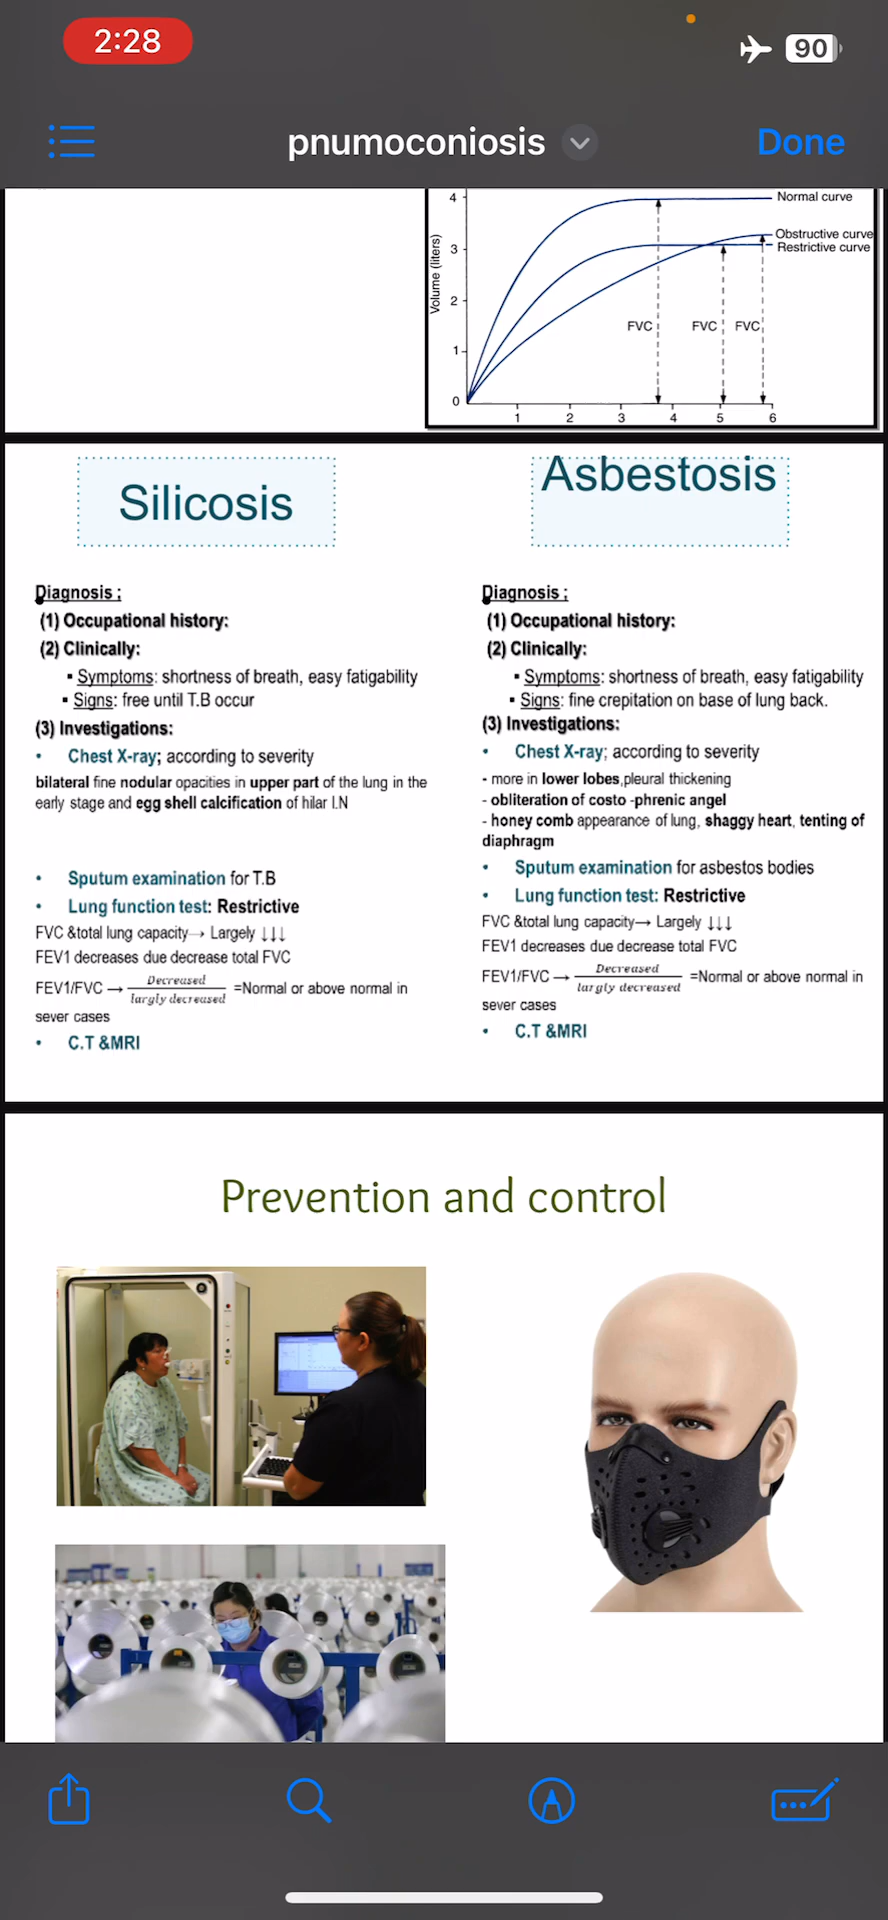 2:28
90
pnumoconiosis
Done
4
Normal curve
Obstructive curve
Restrictive curve
3
Volume (liters)
2
FVC FVC FVC
1
0
1 2 3 4 5 6
Silicosis
Diagnosis :
(1) Occupational history:
(2) Clinically:
▪ Symptoms: shortness of breath, easy fatigability
▪ Signs: free until T.B occur
(3) Investigations:
• Chest X-ray; according to severity
bilateral fine nodular opacities in upper part of the lung in the
early stage and egg shell calcification of hilar l.N
• Sputum examination for T.B
• Lung function test: Restrictive
FVC &total lung capacity→ Largely ↓↓↓
FEV1 decreases due decrease total FVC
FEV1/FVC → Decreased / largly decreased =Normal or above normal in
sever cases
• C.T &MRI
Asbestosis
Diagnosis :
(1) Occupational history:
(2) Clinically:
▪ Symptoms: shortness of breath, easy fatigability
▪ Signs: fine crepitation on base of lung back.
(3) Investigations:
• Chest X-ray; according to severity
- more in lower lobes,pleural thickening
- obliteration of costo -phrenic angel
- honey comb appearance of lung, shaggy heart, tenting of
diaphragm
• Sputum examination for asbestos bodies
• Lung function test: Restrictive
FVC &total lung capacity→ Largely ↓↓↓
FEV1 decreases due decrease total FVC
FEV1/FVC → Decreased / largly decreased =Normal or above normal in
sever cases
• C.T &MRI
Prevention and control